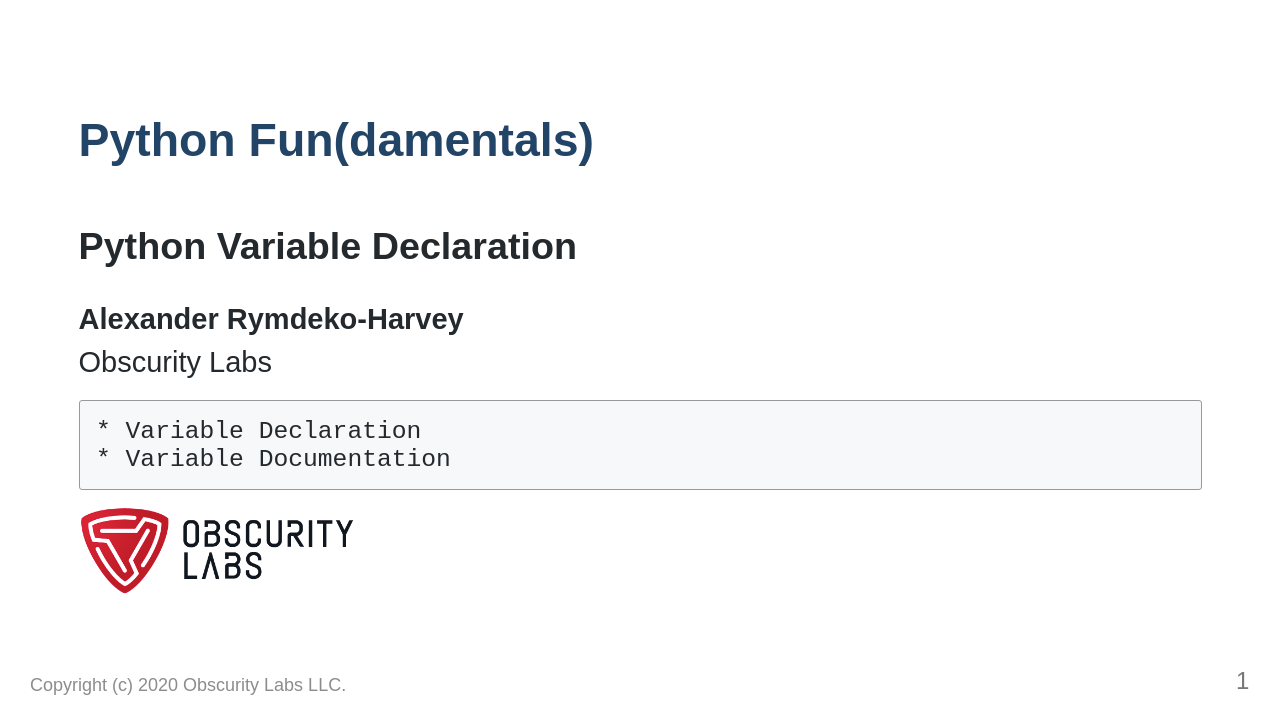 Python Fun(damentals)
Python Variable Declaration
Alexander Rymdeko-Harvey
Obscurity Labs
* Variable Declaration
* Variable Documentation
OBSCURITY
LABS
Copyright (c) 2020 Obscurity Labs LLC.
1